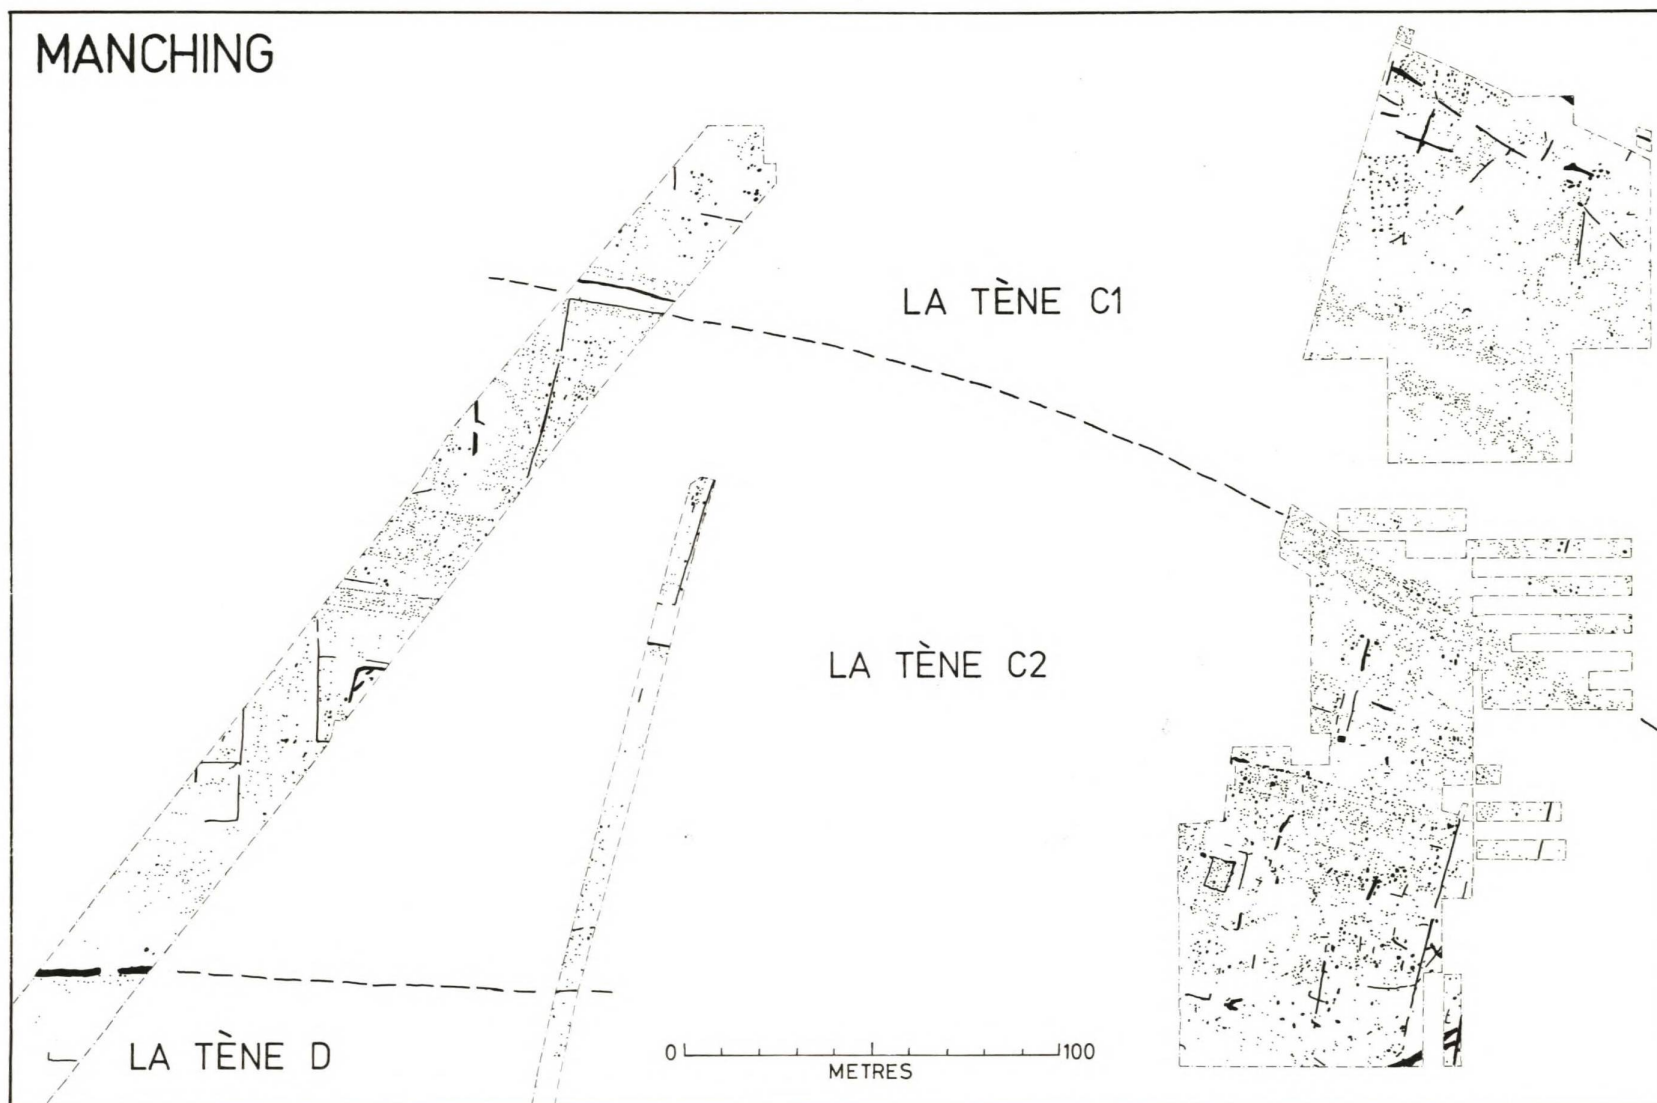 MANCHING
LA TÈNE C1
LA TÈNE C2
LA TÈNE D
0 100
METRES